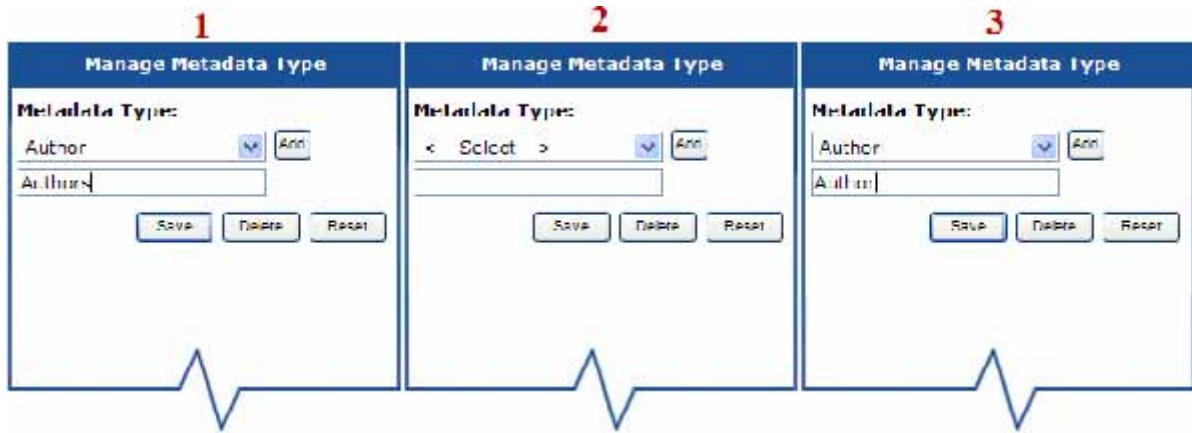 1 2 3
Manage Metadata Type Manage Metadata Type Manage Metadata Type
Metadata Type: Metadata Type: Metadata Type:
Author Add < Select > Add Author Add
Authors Author
Save Delete Reset Save Delete Reset Save Delete Reset